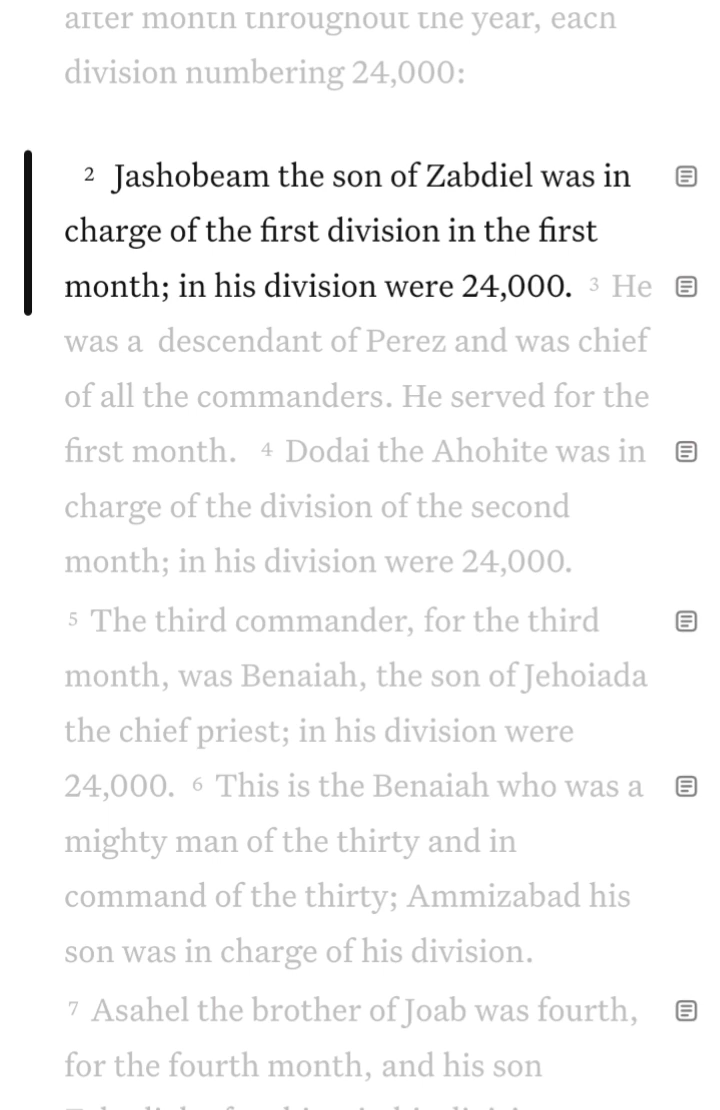 after month throughout the year, each
division numbering 24,000:
2 Jashobeam the son of Zabdiel was in
charge of the first division in the first
month; in his division were 24,000. 3 He
was a descendant of Perez and was chief
of all the commanders. He served for the
first month. 4 Dodai the Ahohite was in
charge of the division of the second
month; in his division were 24,000.
5 The third commander, for the third
month, was Benaiah, the son of Jehoiada
the chief priest; in his division were
24,000. 6 This is the Benaiah who was a
mighty man of the thirty and in
command of the thirty; Ammizabad his
son was in charge of his division.
7 Asahel the brother of Joab was fourth,
for the fourth month, and his son